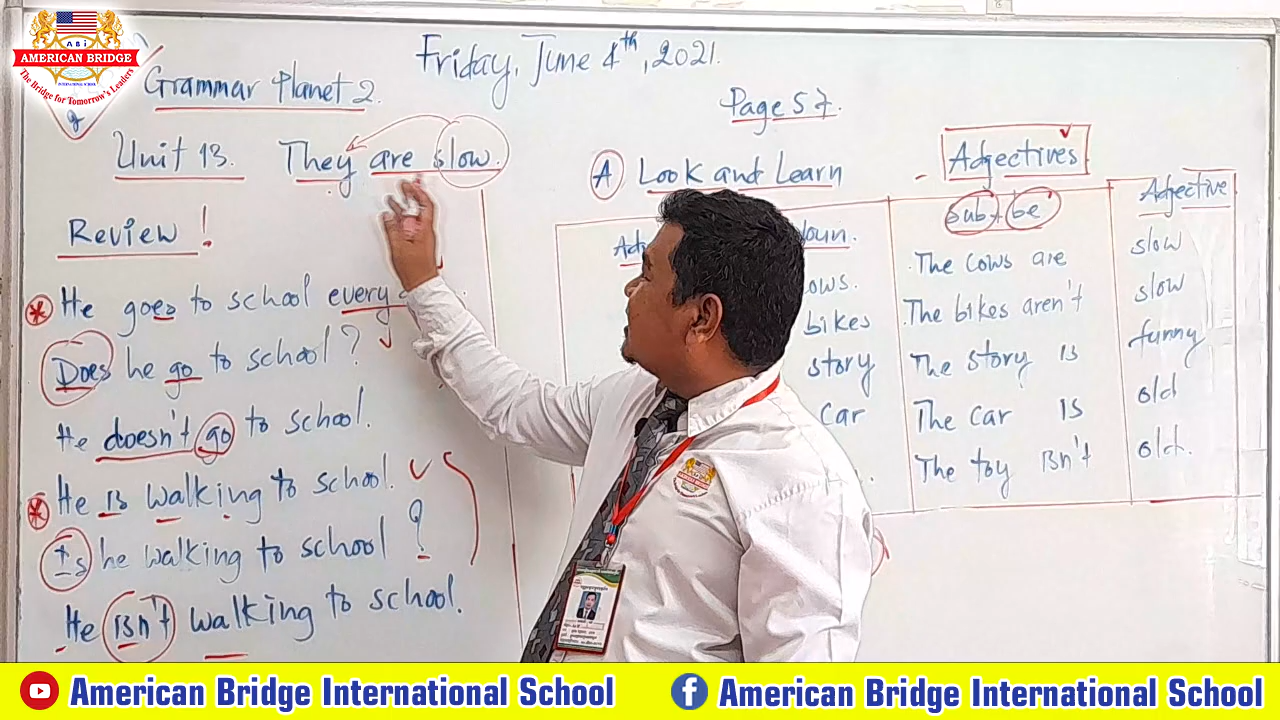 A B i
AMERICAN BRIDGE
INTERNATIONAL SCHOOL
The Bridge for Tomorrow's Leaders
Friday, June 4th, 2021.
Grammar Planet 2.
Page 57.
Unit 13. They are slow.
A Look and Learn
Adjectives
Review !
He goes to school every
Does he go to school ?
He doesn't go to school.
He is walking to school.
Is he walking to school ?
He isn't walking to school.
noun.
sub + be
Adjective
The cows are slow
bikes The bikes aren't slow
story The story is funny
car The car is old
The toy isn't old.
American Bridge International School
American Bridge International School